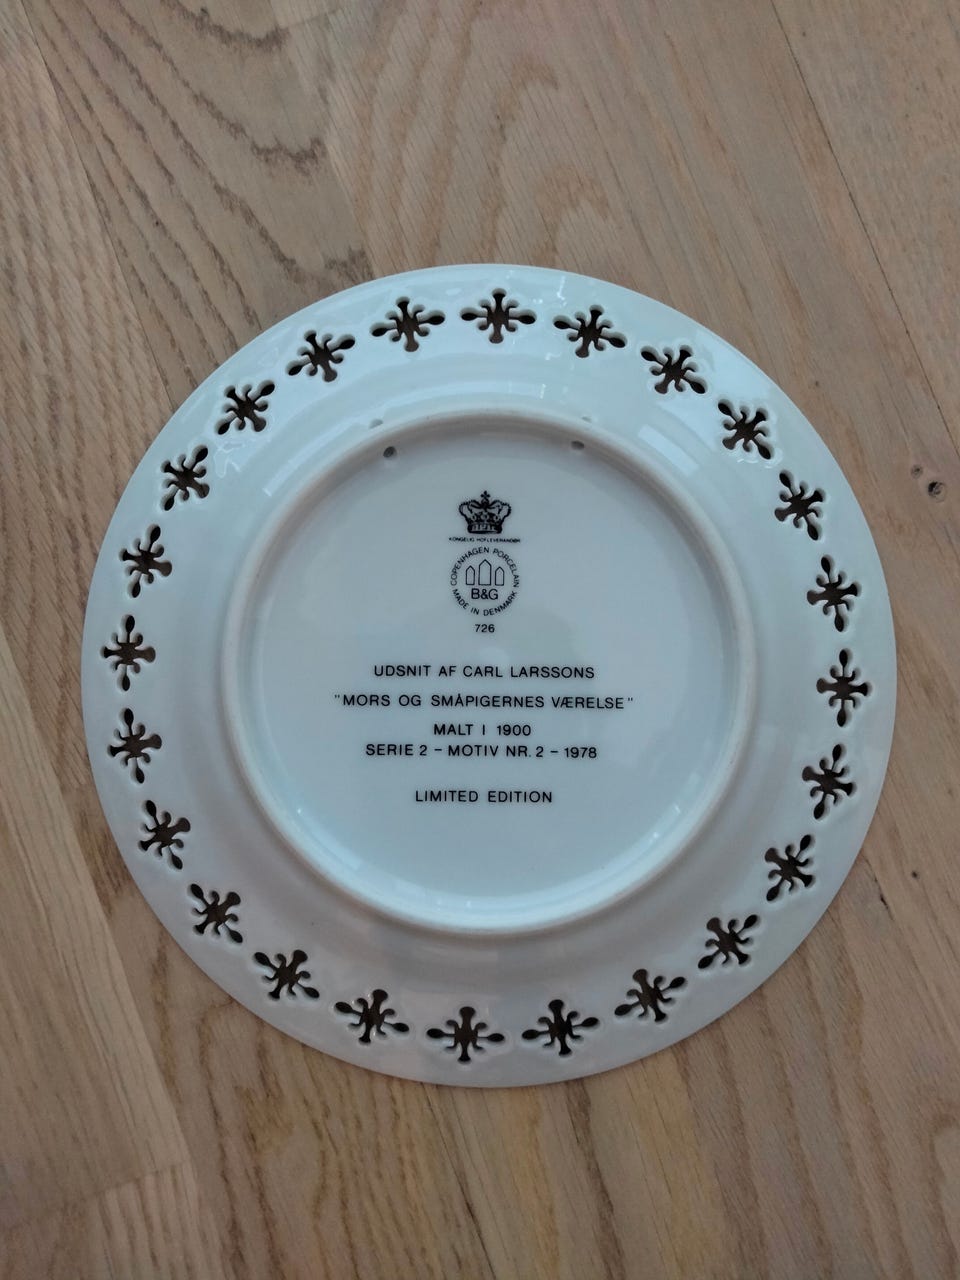 KONGELIG HOFLEVERANDØR
COPENHAGEN PORCELAIN
B&G
MADE IN DENMARK
726
UDSNIT AF CARL LARSSONS
"MORS OG SMÅPIGERNES VÆRELSE"
MALT I 1900
SERIE 2 – MOTIV NR. 2 – 1978
LIMITED EDITION